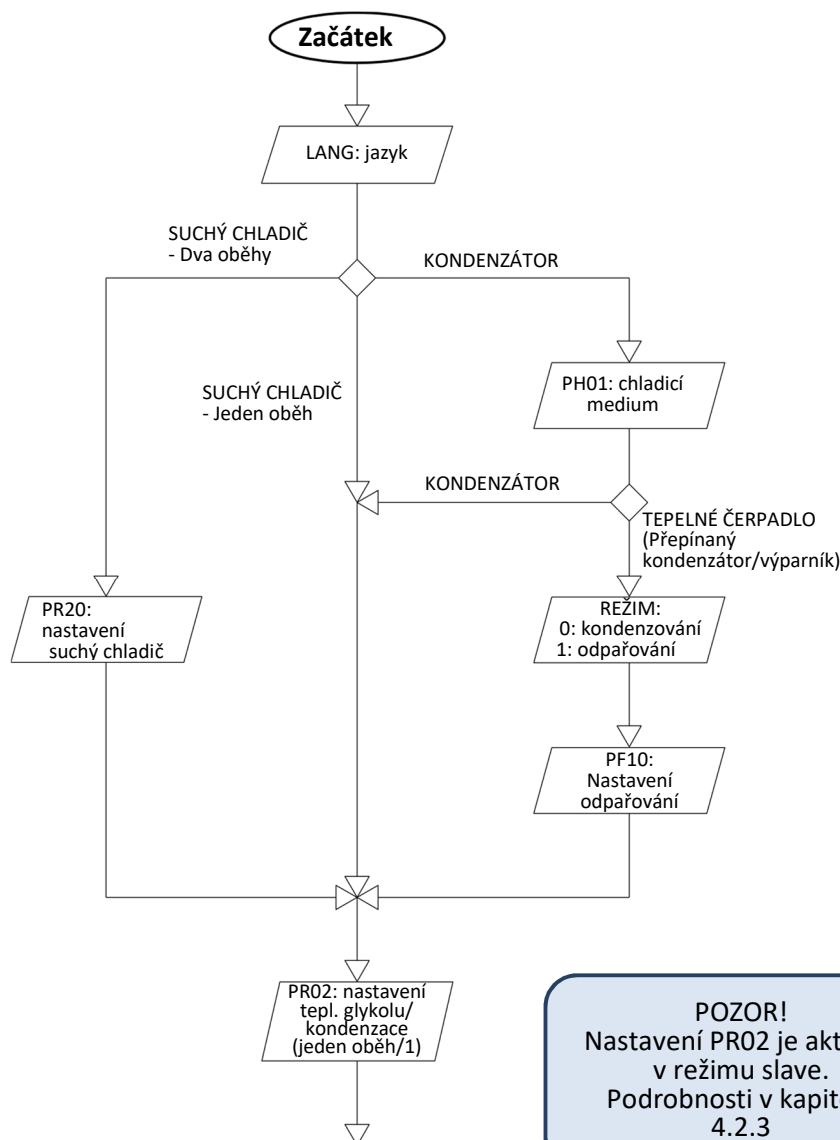 Začátek
LANG: jazyk
SUCHÝ CHLADIČ
- Dva oběhy
KONDENZÁTOR
SUCHÝ CHLADIČ
- Jeden oběh
PH01: chladicí
medium
KONDENZÁTOR
TEPELNÉ ČERPADLO
(Přepínaný
kondenzátor/výparník)
PR20:
nastavení
suchý chladič
REŽIM:
0: kondenzování
1: odpařování
PF10:
Nastavení
odpařování
PR02: nastavení
tepl. glykolu/
kondenzace
(jeden oběh/1)
POZOR!
Nastavení PR02 je
v režimu slave.
Podrobnosti v
4.2.3